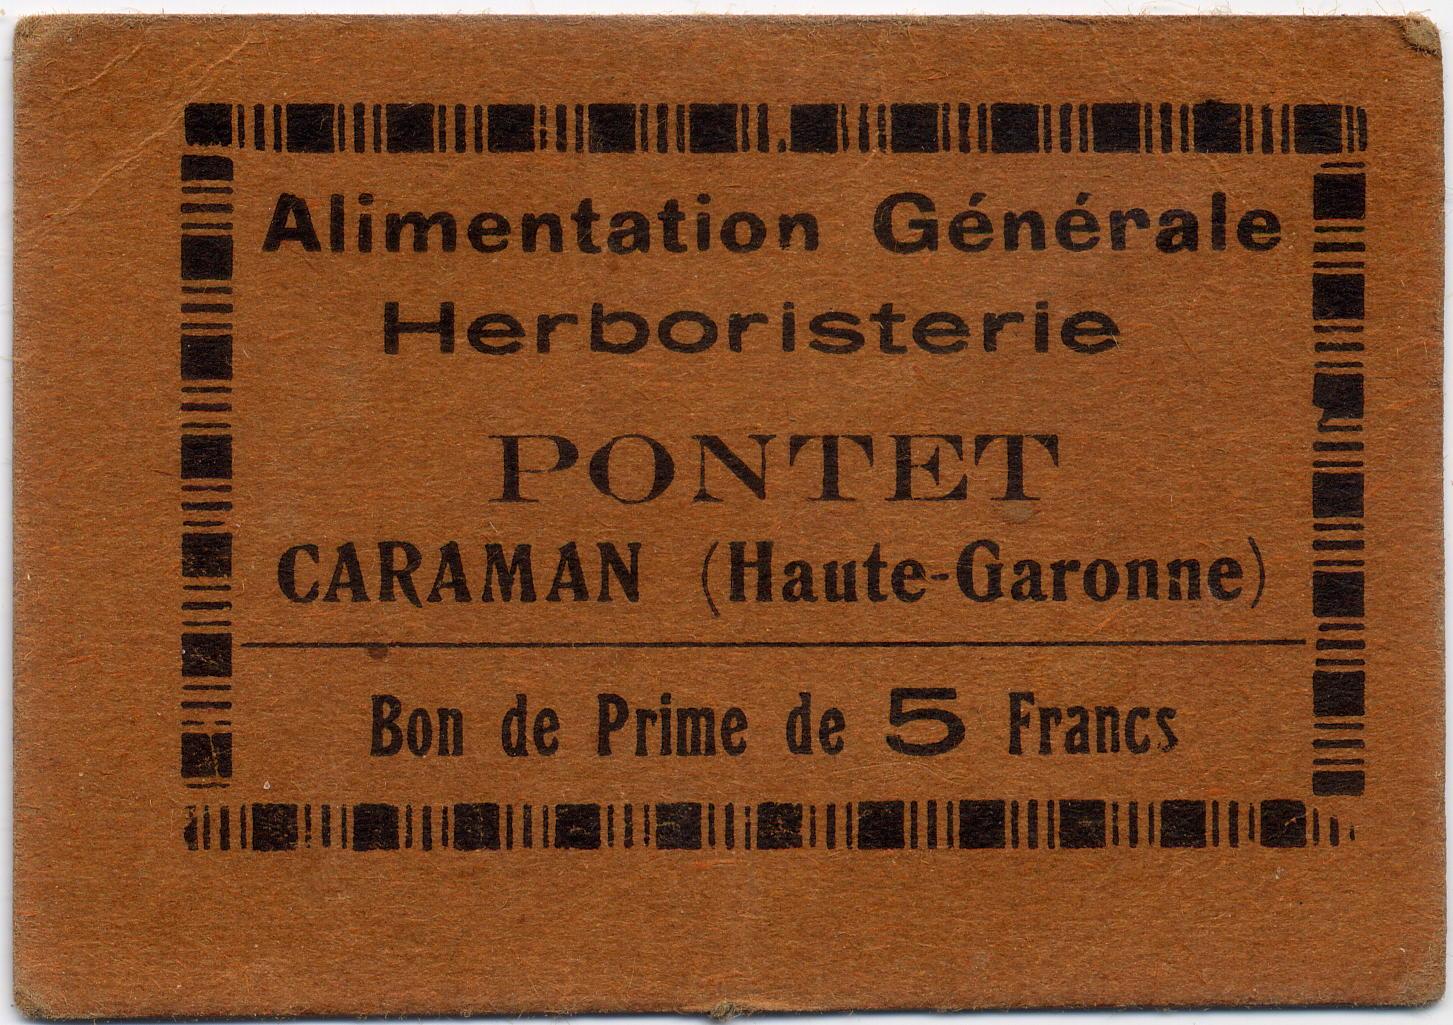 Alimentation Générale
Herboristerie
PONTET
CARAMAN (Haute-Garonne)
Bon de Prime de 5 Francs